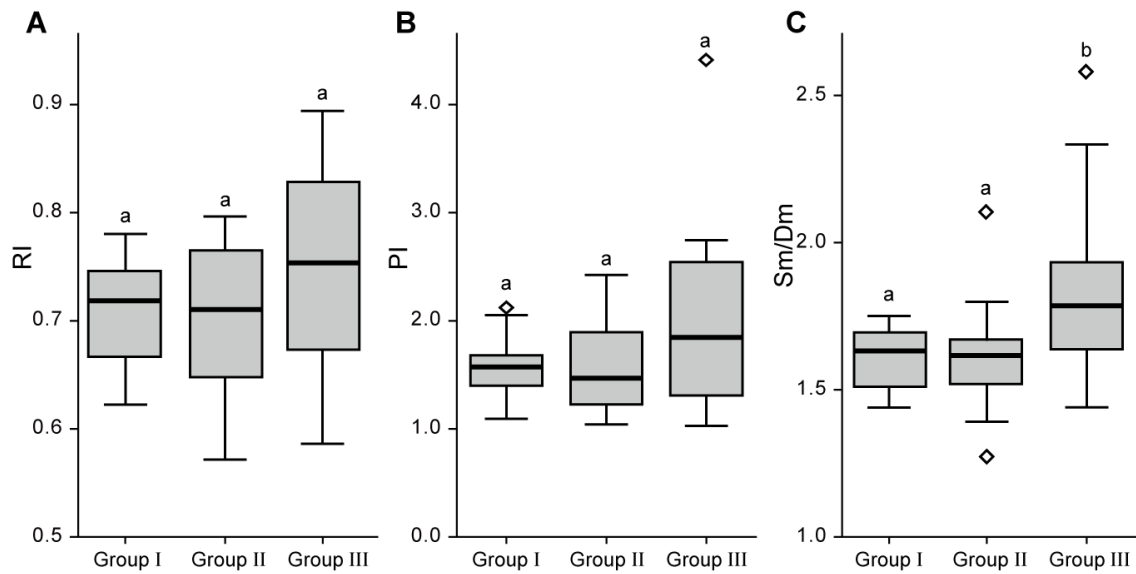 A
RI
0.9
0.8
0.7
0.6
0.5
a
a
a
Group I
Group II
Group III
B
PI
4.0
3.0
2.0
1.0
0.0
a
a
a
Group I
Group II
Group III
C
Sm/Dm
2.5
2.0
1.5
1.0
a
a
b
Group I
Group II
Group III